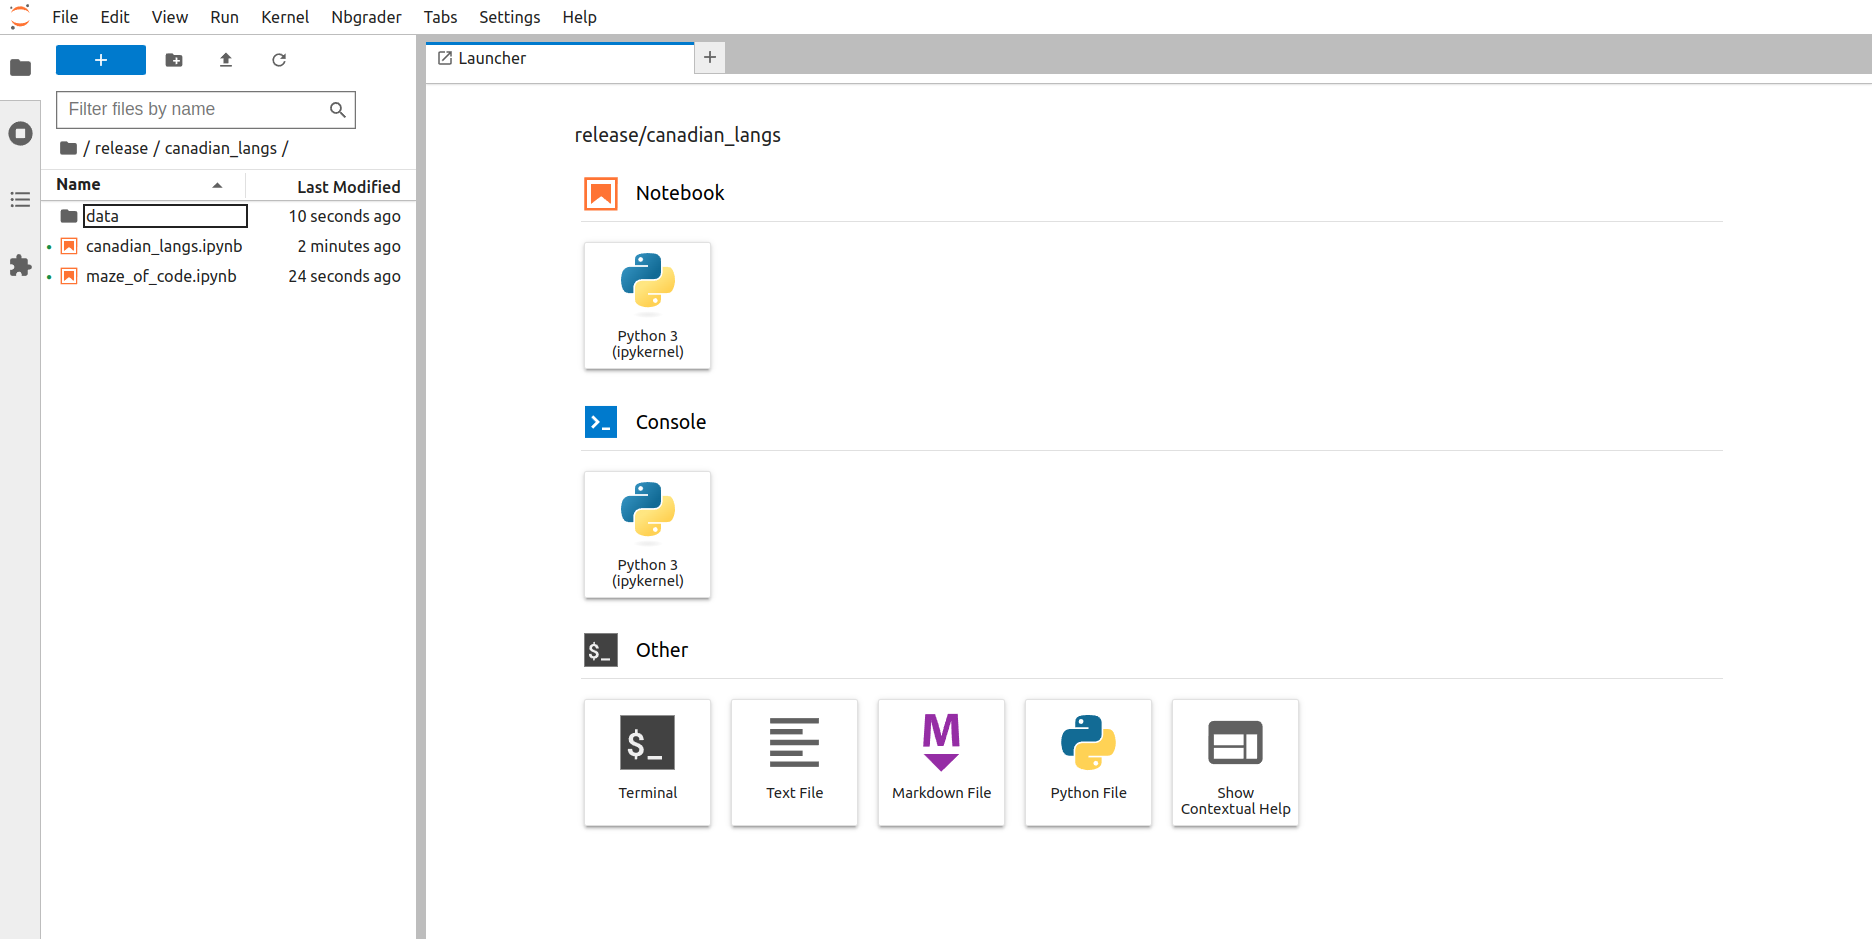 File Edit View Run Kernel Nbgrader Tabs Settings Help
Launcher
Filter files by name
/ release / canadian_langs /
Name Last Modified
data 10 seconds ago
canadian_langs.ipynb 2 minutes ago
maze_of_code.ipynb 24 seconds ago
release/canadian_langs
Notebook
Python 3
(ipykernel)
Console
Python 3
(ipykernel)
$_ Other
$_
M
Terminal
Text File
Markdown File
Python File
Show
Contextual Help